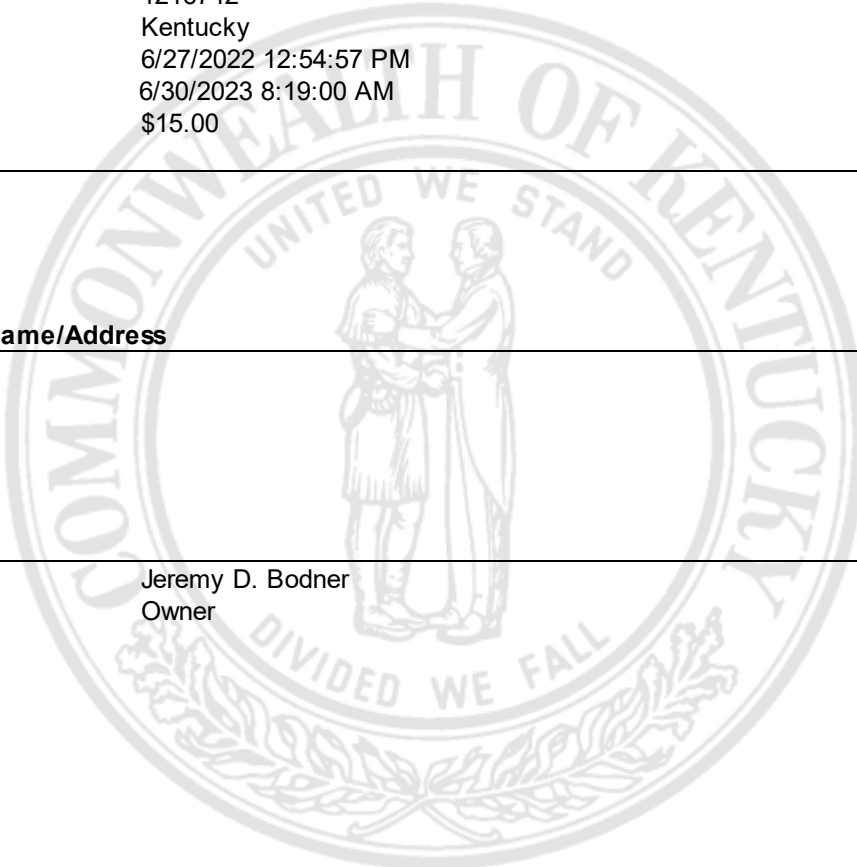 Kentucky
6/27/2022 12:54:57 PM
6/30/2023 8:19:00 AM
$15.00
COMMONWEALTH OF KENTUCKY
UNITED WE STAND
ame/Address
Jeremy D. Bodner
Owner
DIVIDED WE FALL